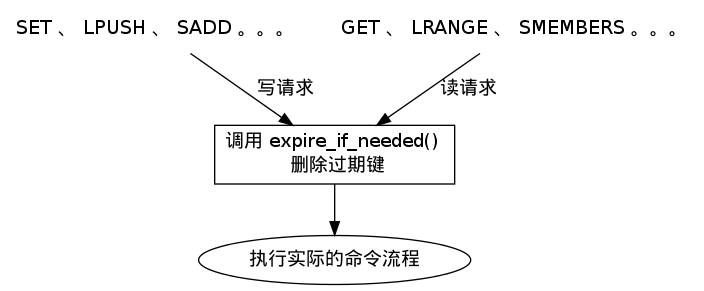 SET 、 LPUSH 、 SADD 。。。
GET 、 LRANGE 、 SMEMBERS 。。。
写请求
读请求
调用 expire_if_needed()
删除过期键
执行实际的命令流程